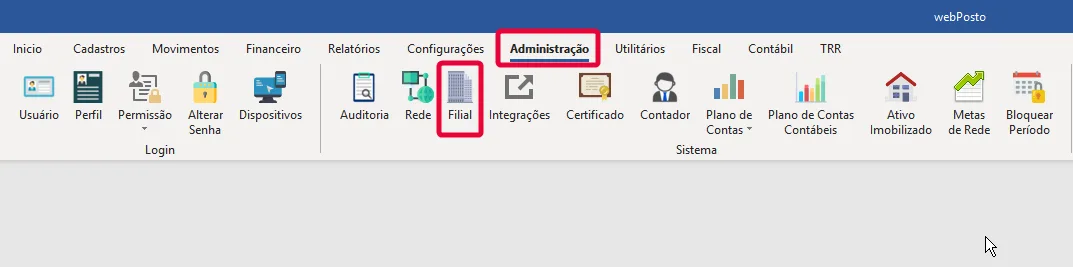 webPosto
Inicio Cadastros Movimentos Financeiro Relatórios Configurações Administração Utilitários Fiscal Contábil TRR
Usuário Perfil Permissão Alterar Senha Dispositivos Auditoria Rede Filial Integrações Certificado Contador Plano de Contas Plano de Contas Contábeis Ativo Imobilizado Metas de Rede Bloquear Período
Login Sistema